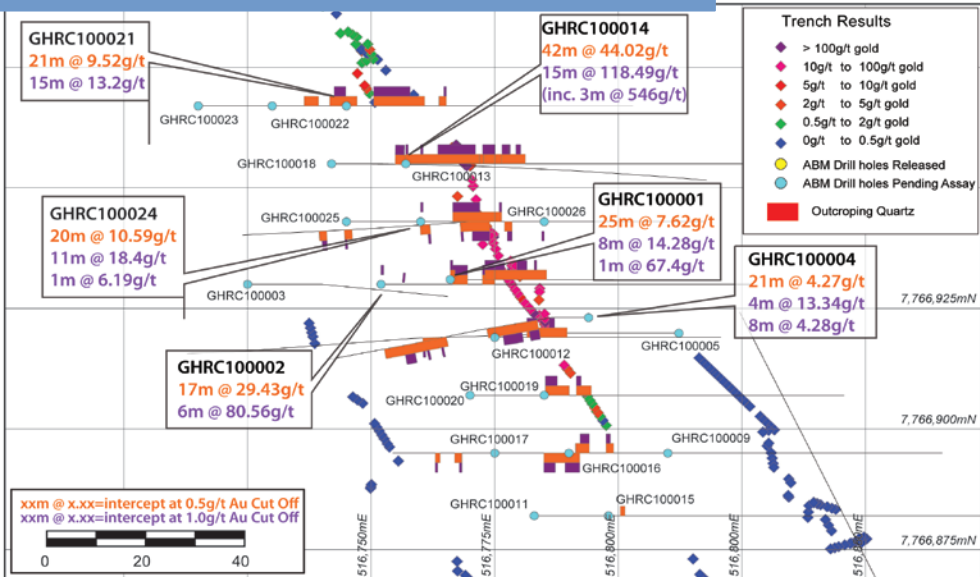 GHRC100021
21m @ 9.52g/t
15m @ 13.2g/t
GHRC100014
42m @ 44.02g/t
15m @ 118.49g/t
(inc. 3m @ 546g/t)
Trench Results
> 100g/t gold
10g/t to 100g/t gold
5g/t to 10g/t gold
2g/t to 5g/t gold
0.5g/t to 2g/t gold
0g/t to 0.5g/t gold
ABM Drill holes Released
ABM Drill holes Pending Assay
Outcroping Quartz
GHRC100023
GHRC100022
GHRC100018
GHRC100013
GHRC100024
20m @ 10.59g/t
11m @ 18.4g/t
1m @ 6.19g/t
GHRC100025
GHRC100026
GHRC100001
25m @ 7.62g/t
8m @ 14.28g/t
1m @ 67.4g/t
GHRC100004
21m @ 4.27g/t
4m @ 13.34g/t
8m @ 4.28g/t
GHRC100003
7,766,925mN
GHRC100002
17m @ 29.43g/t
6m @ 80.56g/t
GHRC100005
GHRC100012
GHRC100019
GHRC100020
GHRC100017
GHRC100009
7,766,900mN
GHRC100016
GHRC100011
GHRC100015
xxm @ x.xx=intercept at 0.5g/t Au Cut Off
xxm @ x.xx=intercept at 1.0g/t Au Cut Off
0 20 40
516,750mE
516,775mE
516,800mE
516,800mE
7,766,875mN